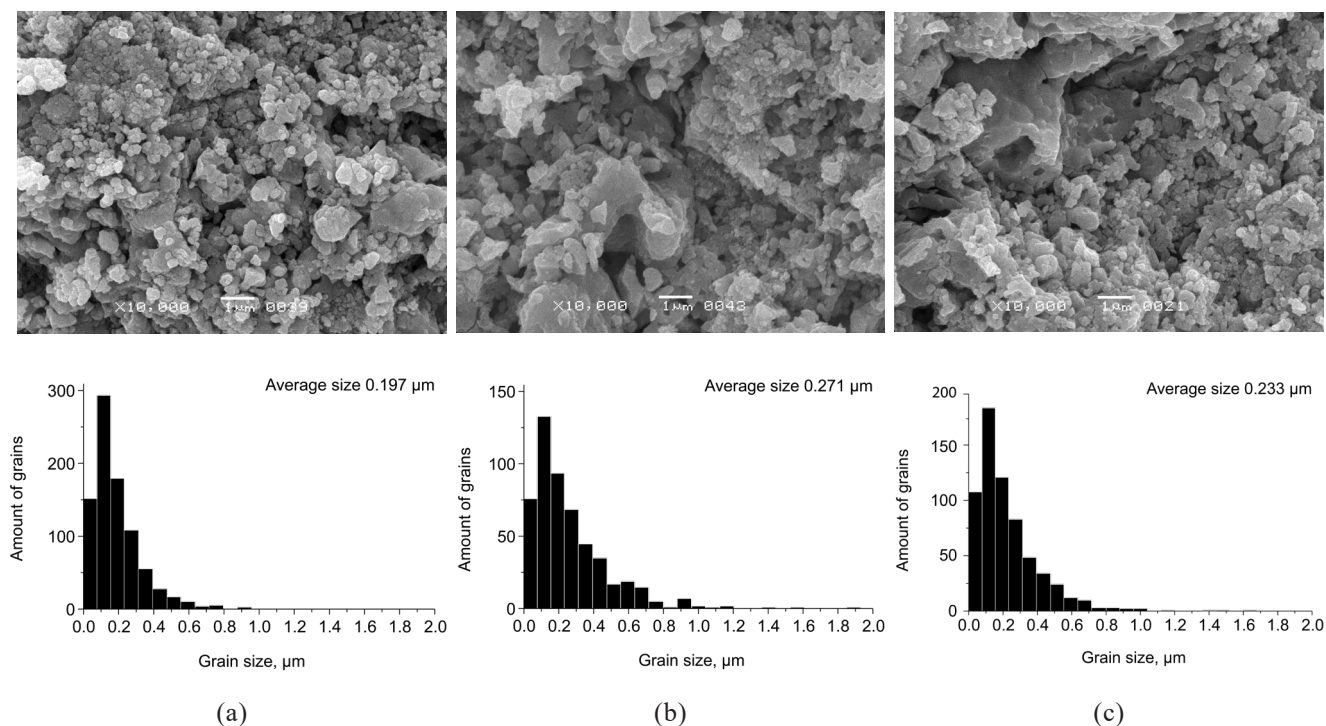 ×10,000 1μm 0039
×10,000 1μm 0043
×10,000 1μm 0021
Average size 0.197 μm
300
200
100
0
Amount of grains
0.0 0.2 0.4 0.6 0.8 1.0 1.2 1.4 1.6 1.8 2.0
Grain size, μm
(a)
Average size 0.271 μm
150
100
75
50
25
0
Amount of grains
0.0 0.2 0.4 0.6 0.8 1.0 1.2 1.4 1.6 1.8 2.0
Grain size, μm
(b)
Average size 0.233 μm
200
150
100
50
0
Amount of grains
0.0 0.2 0.4 0.6 0.8 1.0 1.2 1.4 1.6 1.8 2.0
Grain size, μm
(c)